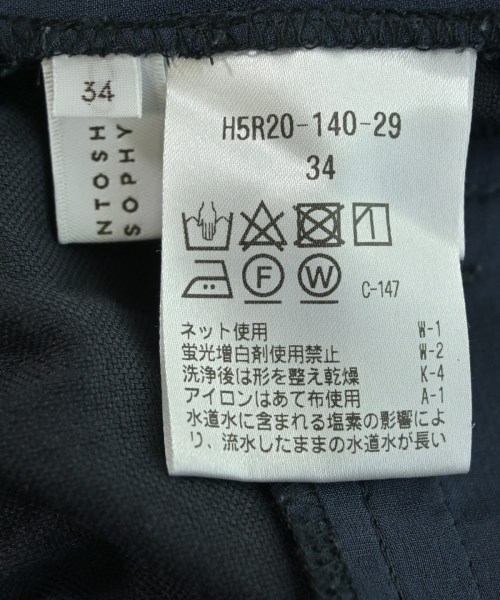 34
NTOSH
SOPHY
H5R20-140-29
34
F W C-147
ネット使用 W-1
蛍光増白剤使用禁止 W-2
洗浄後は形を整え乾燥 K-4
アイロンはあて布使用 A-1
水道水に含まれる塩素の影響によ
り、流水したままの水道水が長い